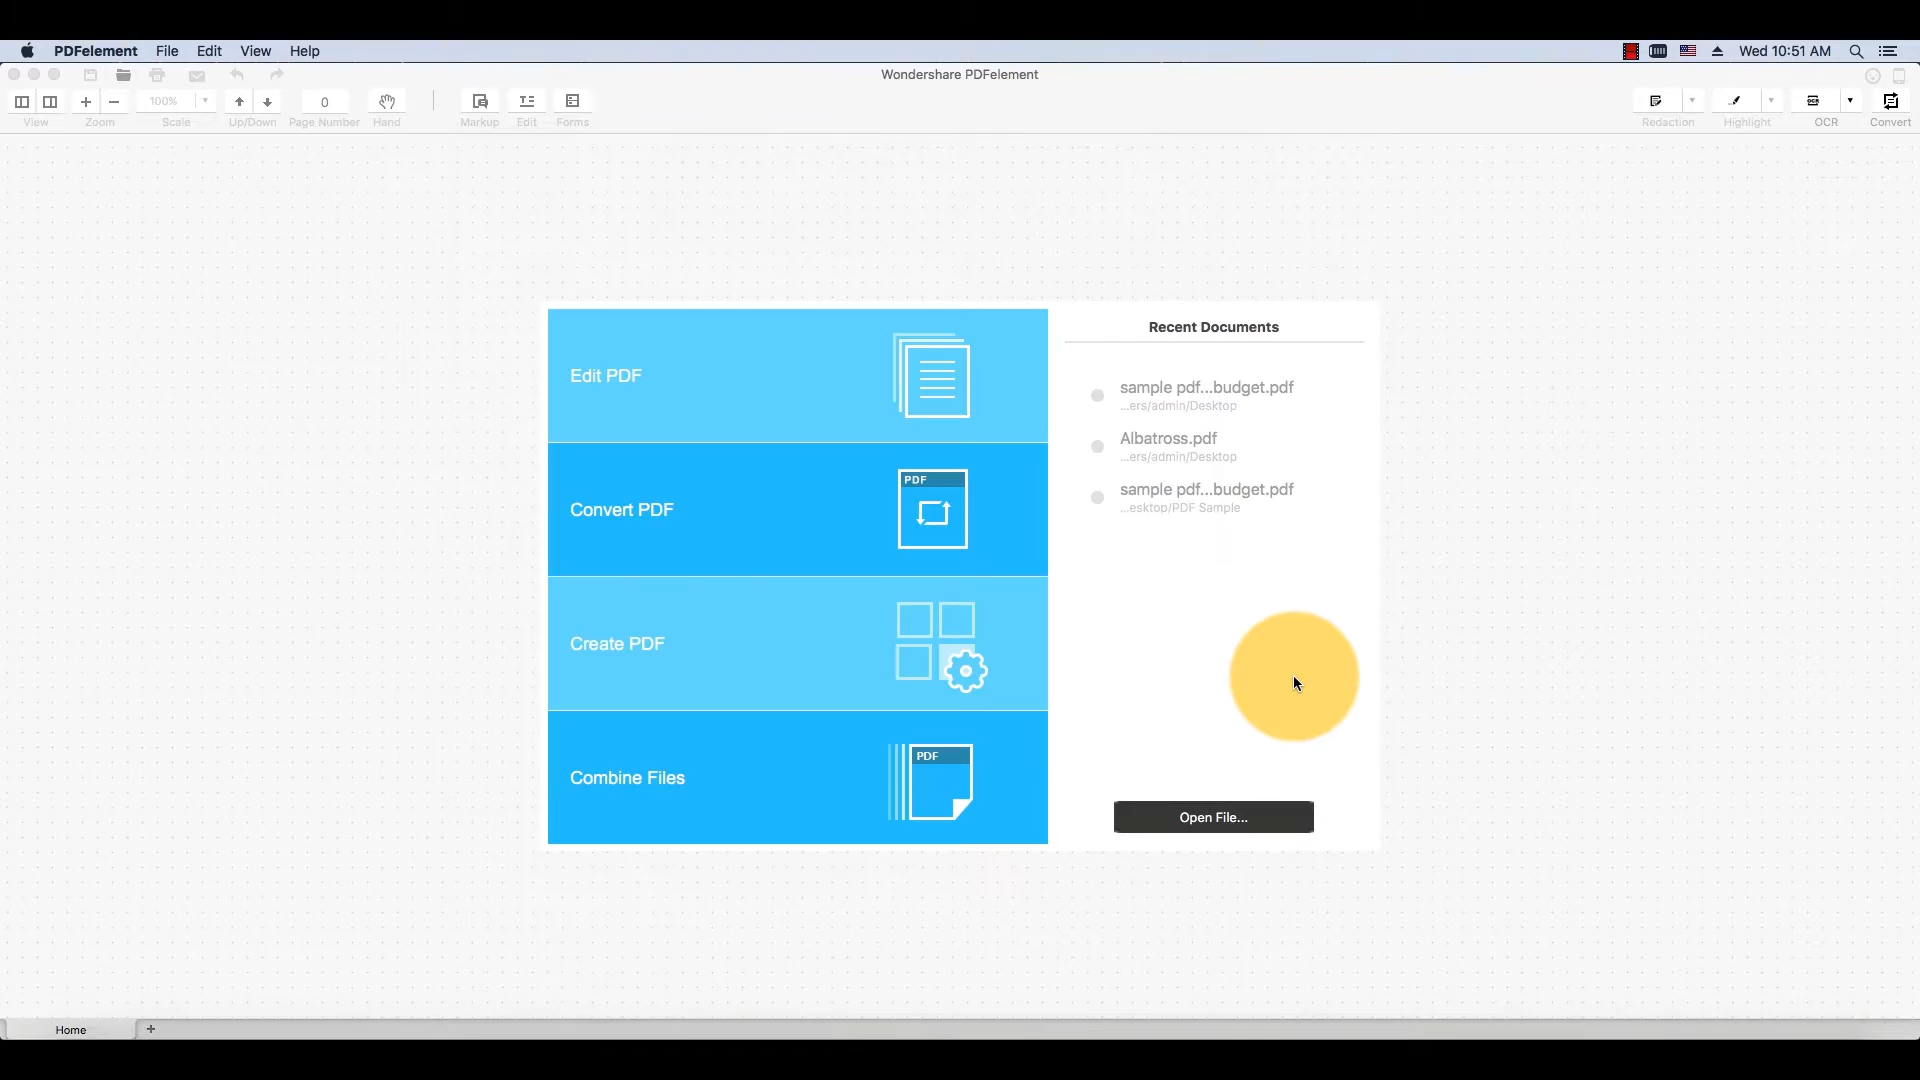 PDFelement File Edit View Help Wed 10:51 AM
Wondershare PDFelement
100% 0 OCR
View Zoom Scale Up/Down Page Number Hand Markup Edit Forms Redaction Highlight OCR Convert
Edit PDF
Convert PDF
PDF
Create PDF
Combine Files
PDF
Recent Documents
sample pdf...budget.pdf
...ers/admin/Desktop
Albatross.pdf
...ers/admin/Desktop
sample pdf...budget.pdf
...esktop/PDF Sample
Open File...
Home +